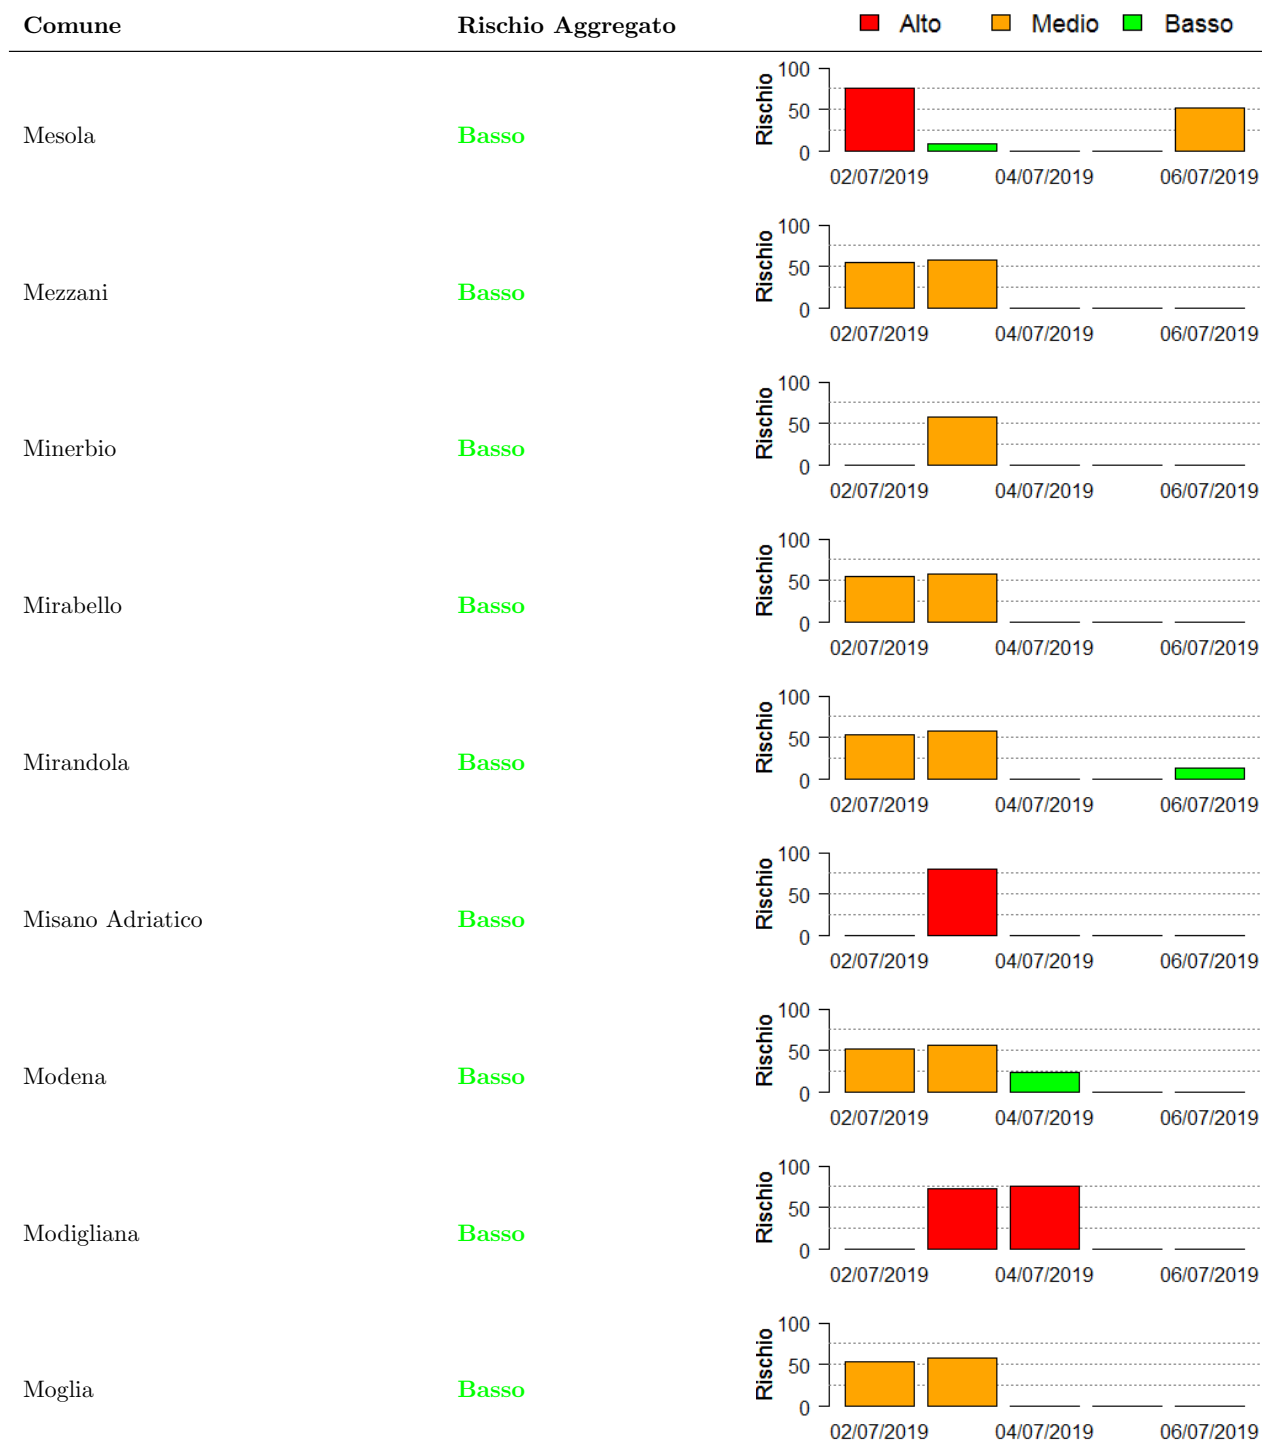 Comune Rischio Aggregato Alto Medio Basso
100
50
0
Rischio
Mesola Basso
02/07/2019 04/07/2019 06/07/2019
100
50
0
Rischio
Mezzani Basso
02/07/2019 04/07/2019 06/07/2019
100
50
0
Rischio
Minerbio Basso
02/07/2019 04/07/2019 06/07/2019
100
50
0
Rischio
Mirabello Basso
02/07/2019 04/07/2019 06/07/2019
100
50
0
Rischio
Mirandola Basso
02/07/2019 04/07/2019 06/07/2019
100
50
0
Rischio
Misano Adriatico Basso
02/07/2019 04/07/2019 06/07/2019
100
50
0
Rischio
Modena Basso
02/07/2019 04/07/2019 06/07/2019
100
50
0
Rischio
Modigliana Basso
02/07/2019 04/07/2019 06/07/2019
100
50
0
Rischio
Moglia Basso
02/07/2019 04/07/2019 06/07/2019